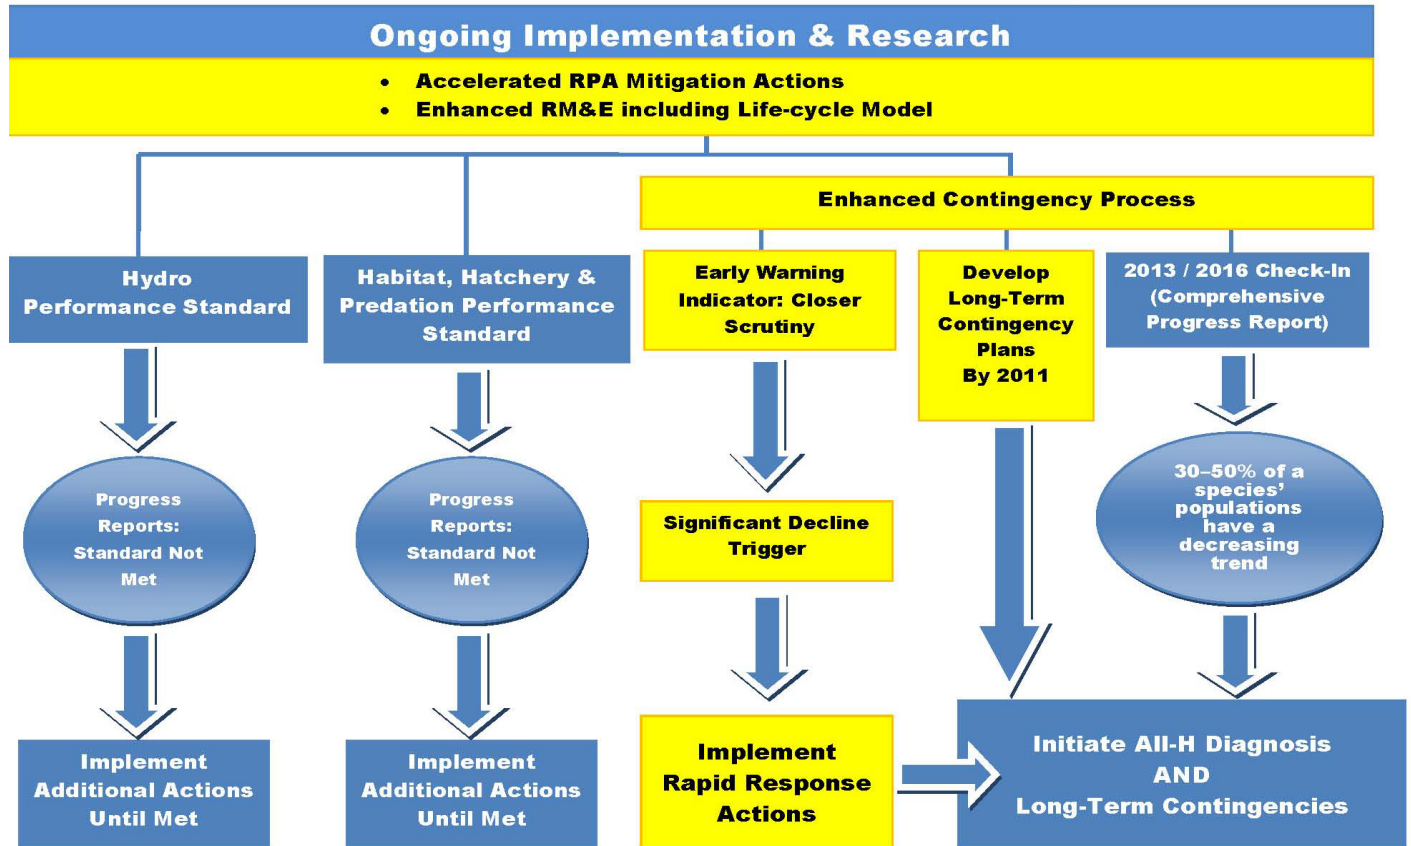 Ongoing Implementation & Research
• Accelerated RPA Mitigation Actions
• Enhanced RM&E including Life-cycle Model
Enhanced Contingency Process
Hydro
Performance Standard
Habitat, Hatchery &
Predation Performance
Standard
Early Warning
Indicator: Closer
Scrutiny
Develop
Long-Term
Contingency
Plans
By 2011
2013 / 2016 Check-In
(Comprehensive
Progress Report)
Progress
Reports:
Standard Not
Met
Progress
Reports:
Standard Not
Met
Significant Decline
Trigger
30–50% of a
species’
populations
have a
decreasing
trend
Implement
Additional Actions
Until Met
Implement
Additional Actions
Until Met
Implement
Rapid Response
Actions
Initiate All-H Diagnosis
AND
Long-Term Contingencies